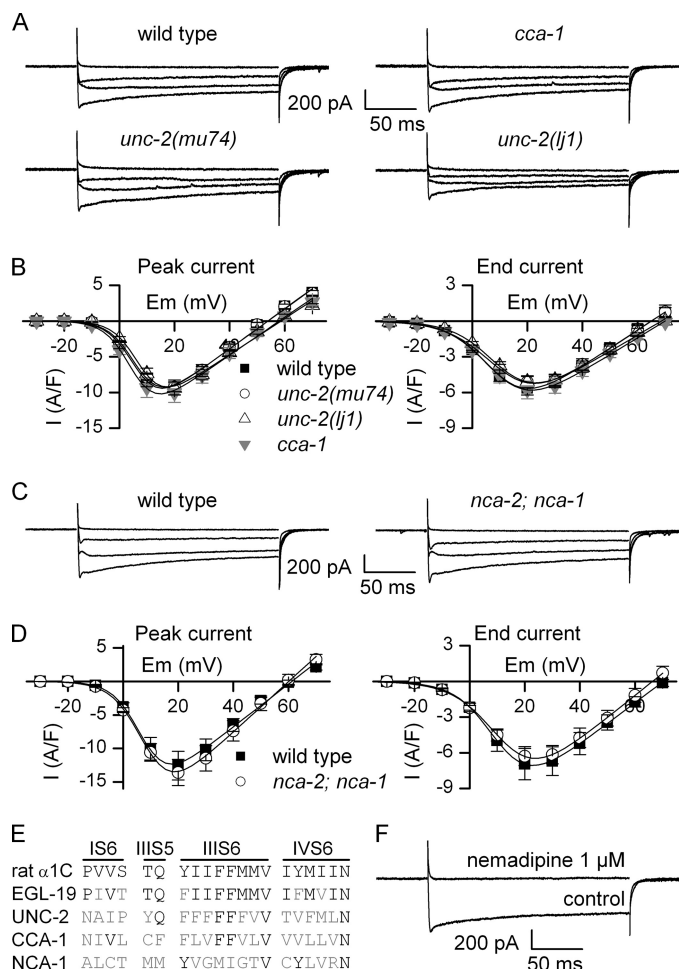 A
wild type
cca-1
200 pA
50 ms
unc-2(mu74)
unc-2(lj1)
B
Peak current
End current
5
3
Em (mV)
Em (mV)
-20 20 40 60
-20 20 40 60
-5
-10
-15
-3
-6
-9
I (A/F)
I (A/F)
wild type
unc-2(mu74)
unc-2(lj1)
cca-1
C
wild type
nca-2; nca-1
200 pA
50 ms
D
Peak current
End current
5
3
Em (mV)
Em (mV)
-20 20 40 60
-20 20 40 60
-5
-10
-15
-3
-6
-9
I (A/F)
I (A/F)
wild type
nca-2; nca-1
E
IS6 IIIS5 IIIS6 IVS6
rat α1C PVVS TQ YIIFFMMV IYMIIN
EGL-19 PIVT TQ FIIFFMMV IFMVIN
UNC-2 NAIP YQ FFFFFFVV TVFMLN
CCA-1 NIVL CF FLVFFVLV VVLLVN
NCA-1 ALCT MM YVGMIGTV CYLVRN
F
nemadipine 1 μM
control
200 pA
50 ms